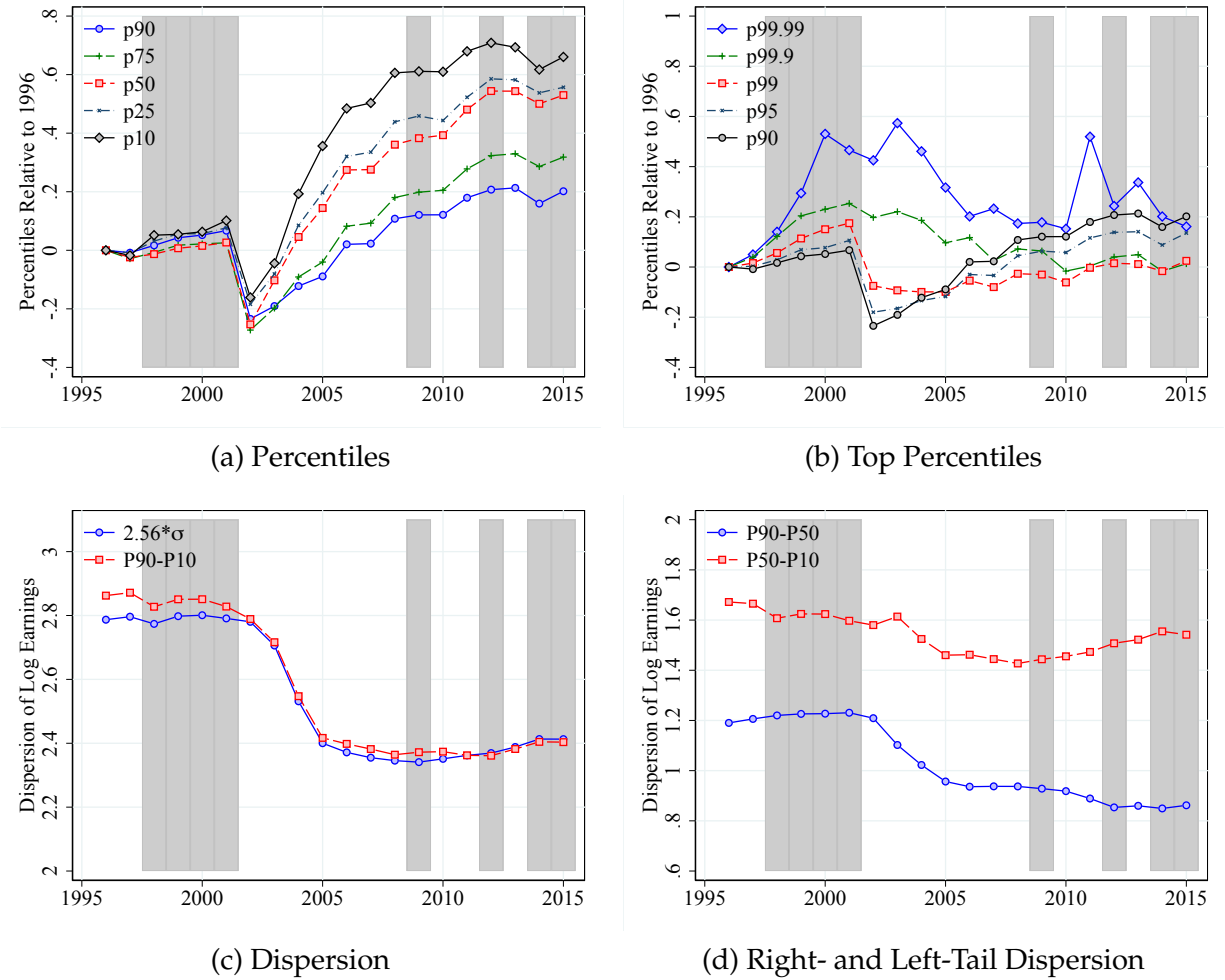 Percentiles Relative to 1996
.8
.6
.4
.2
0
-.2
-.4
p90
p75
p50
p25
p10
1995
2000
2005
2010
2015
(a) Percentiles
Percentiles Relative to 1996
1
.8
.6
.4
.2
0
-.2
-.4
p99.99
p99.9
p99
p95
p90
1995
2000
2005
2010
2015
(b) Top Percentiles
Dispersion of Log Earnings
3
2.8
2.6
2.4
2.2
2
2.56*σ
P90-P10
1995
2000
2005
2010
2015
(c) Dispersion
Dispersion of Log Earnings
2
1.8
1.6
1.4
1.2
1
.8
.6
P90-P50
P50-P10
1995
2000
2005
2010
2015
(d) Right- and Left-Tail Dispersion